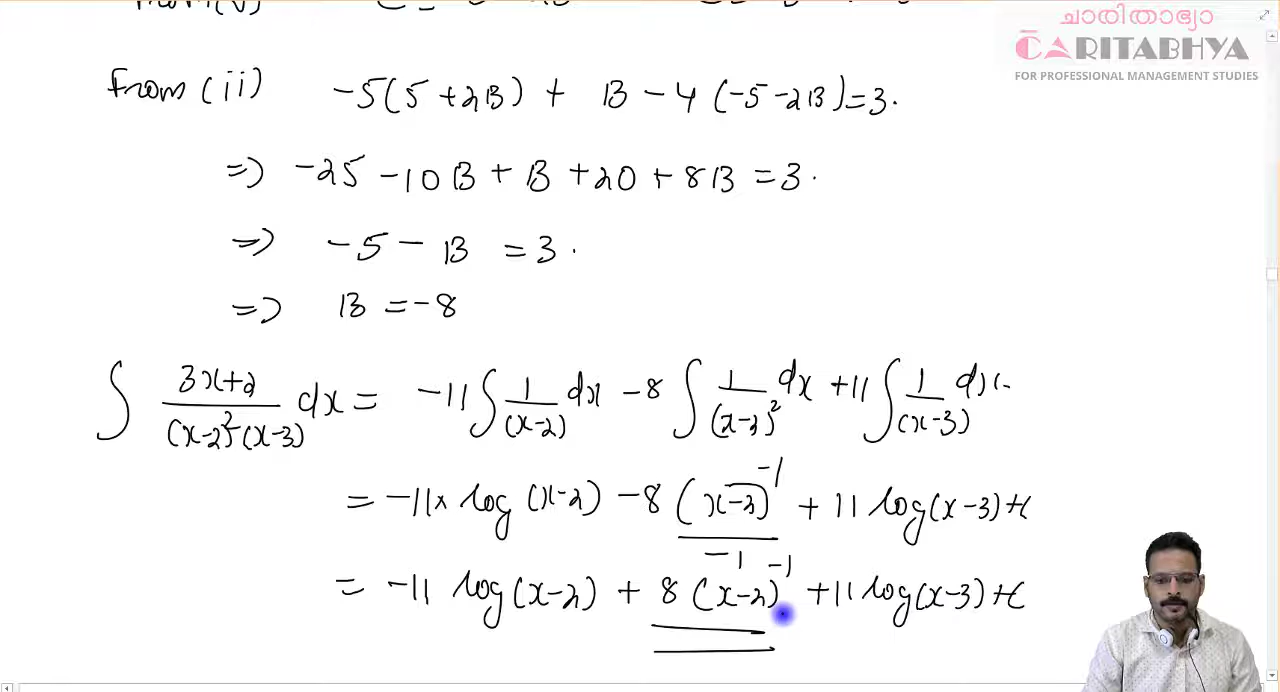 ചാരിതാഭ്യാ
CARITABHYA
FOR PROFESSIONAL MANAGEMENT STUDIES
From (ii) -5(5+2B) + B - 4(-5-2B)=3.
=> -25 -10B + B +20 + 8B =3.
=> -5 - B = 3.
=> B = -8
∫ 3x+2/(x-2)²(x-3) dx = -11 ∫ 1/(x-2) dx -8 ∫ 1/(x-2)² dx +11 ∫ 1/(x-3) dx.
= -11× log (x-2) -8 (x-2)⁻¹/-1 + 11 log(x-3)+C
= -11 log(x-2) + 8 (x-2)⁻¹ +11 log(x-3)+C